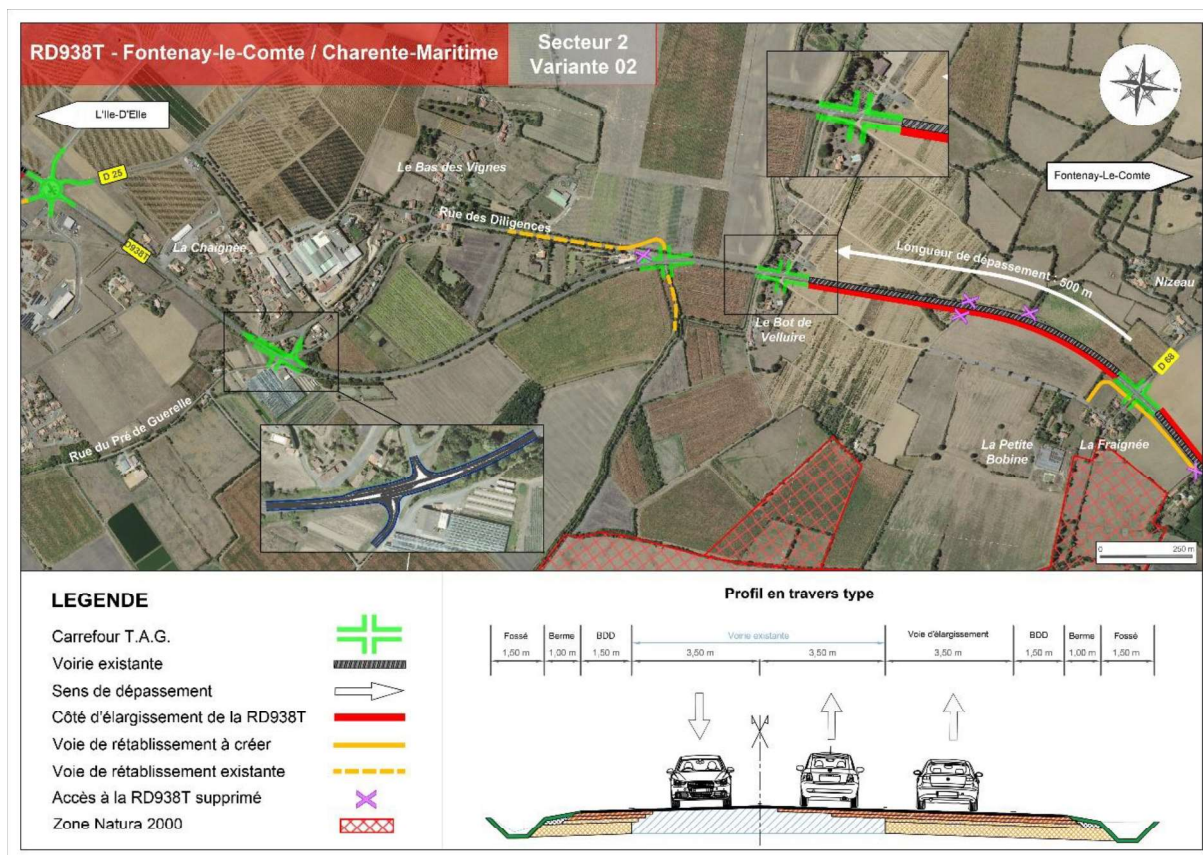 RD938T - Fontenay-le-Comte / Charente-Maritime
Secteur 2
Variante 02
L'Ile-D'Elle
D 25
D938T
La Chaignée
Le Bas des Vignes
Rue des Diligences
Fontenay-Le-Comte
Longueur de dépassement : 500 m
Nizeau
Le Bot de
Velluire
D 68
Rue du Pré de Guerelle
La Petite
Bobine
La Fraignée
0 250 m
LEGENDE
Carrefour T.A.G.
Voirie existante
Sens de dépassement
Côté d'élargissement de la RD938T
Voie de rétablissement à créer
Voie de rétablissement existante
Accès à la RD938T supprimé
Zone Natura 2000
Profil en travers type
Fossé Berme BDD Voirie existante Voie d'élargissement BDD Berme Fossé
1,50 m 1,00 m 1,50 m 3,50 m 3,50 m 3,50 m 1,50 m 1,00 m 1,50 m